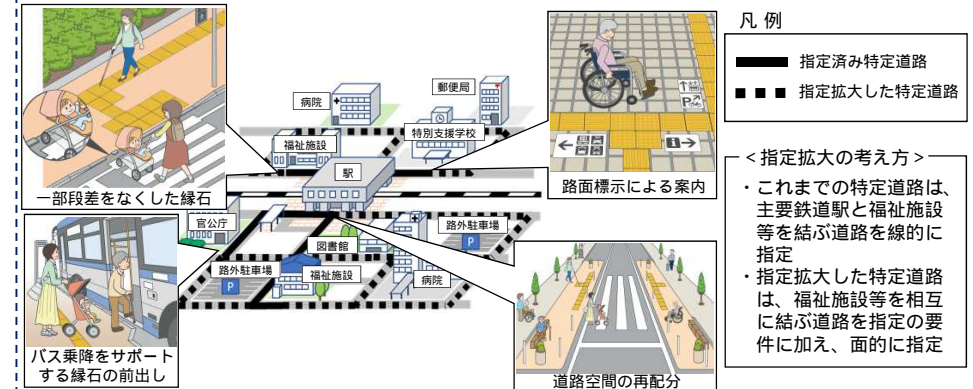 一部段差をなくした縁石
病院
郵便局
福祉施設
特別支援学校
駅
P
i
路面標示による案内
凡 例
指定済み特定道路
指定拡大した特定道路
官公庁
図書館
路外駐車場
P
路外駐車場
P
福祉施設
病院
バス乗降をサポート
する縁石の前出し
道路空間の再配分
<指定拡大の考え方>
・これまでの特定道路は、
主要鉄道駅と福祉施設
等を結ぶ道路を線的に
指定
・指定拡大した特定道路
は、福祉施設等を相互
に結ぶ道路を指定の要
件に加え、面的に指定